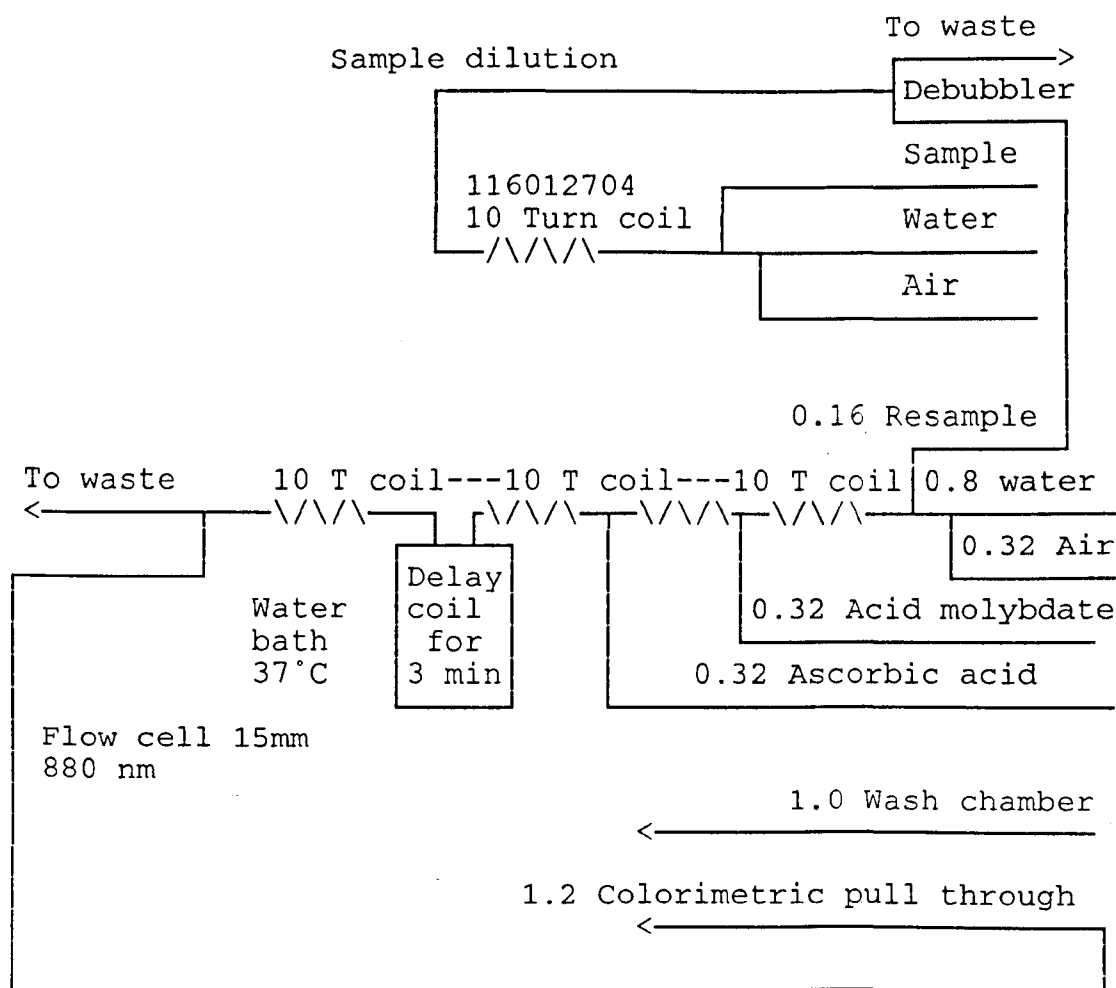 To waste
Sample dilution
Debubbler
Sample
116012704
10 Turn coil
Water
Air
0.16 Resample
To waste
10 T coil---10 T coil---10 T coil
0.8 water
0.32 Air
Delay
coil
for
3 min
Water
bath
37°C
0.32 Acid molybdate
0.32 Ascorbic acid
Flow cell 15mm
880 nm
1.0 Wash chamber
1.2 Colorimetric pull through